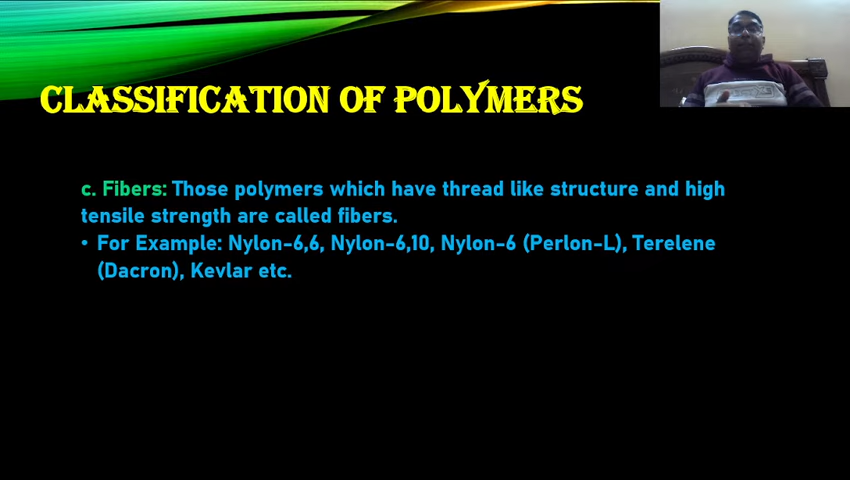 CLASSIFICATION OF POLYMERS
c. Fibers: Those polymers which have thread like structure and high
tensile strength are called fibers.
• For Example: Nylon-6,6, Nylon-6,10, Nylon-6 (Perlon-L), Terelene
(Dacron), Kevlar etc.